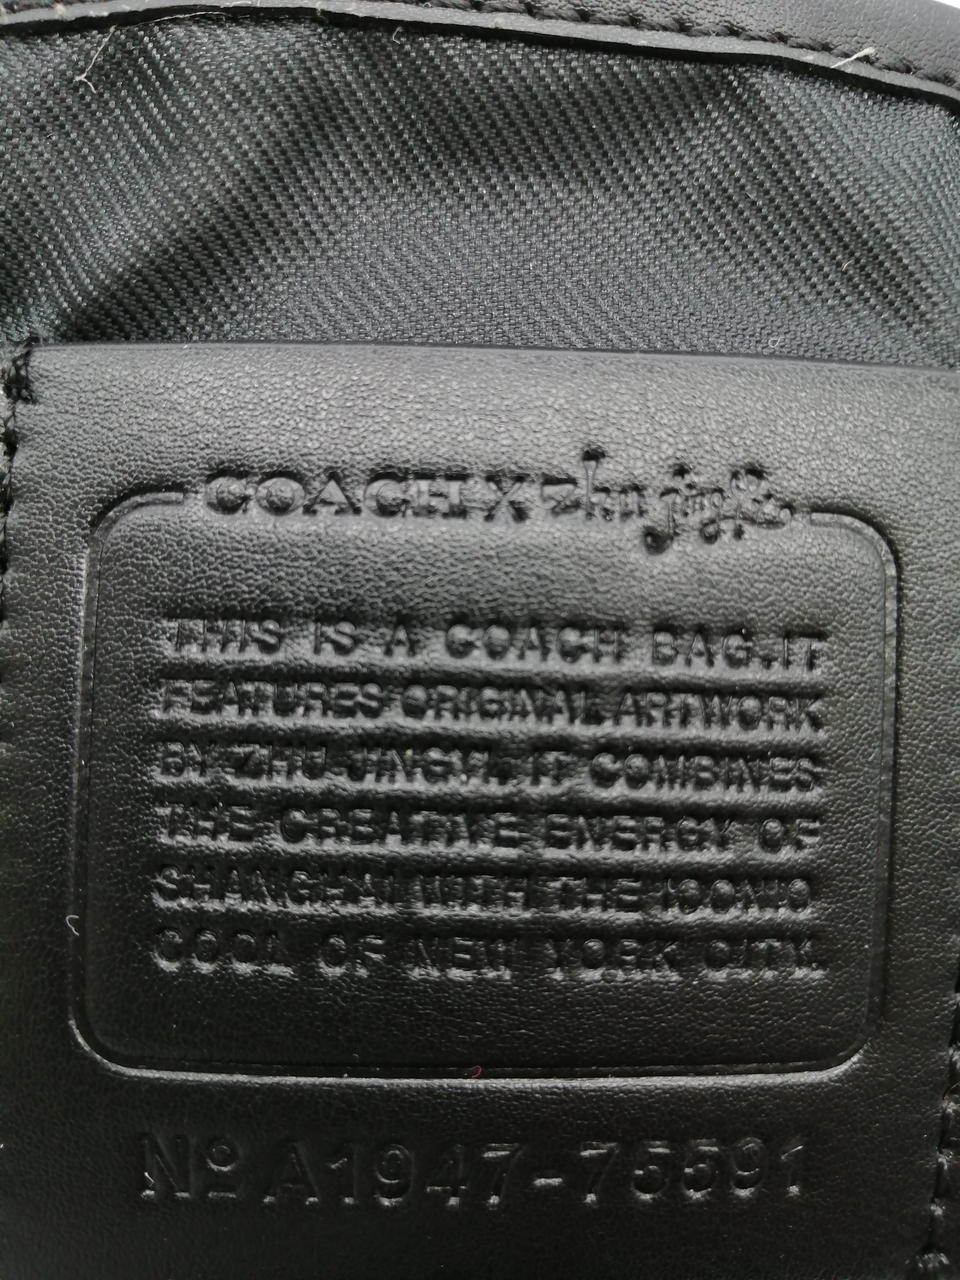 COACH X zhu jingyi
THIS IS A COACH BAG. IT
FEATURES ORIGINAL ARTWORK
BY ZHU JINGYI. IT COMBINES
THE CREATIVE ENERGY OF
SHANGHAI WITH THE ICONIC
COOL OF NEW YORK CITY.
Nº A1947-75591